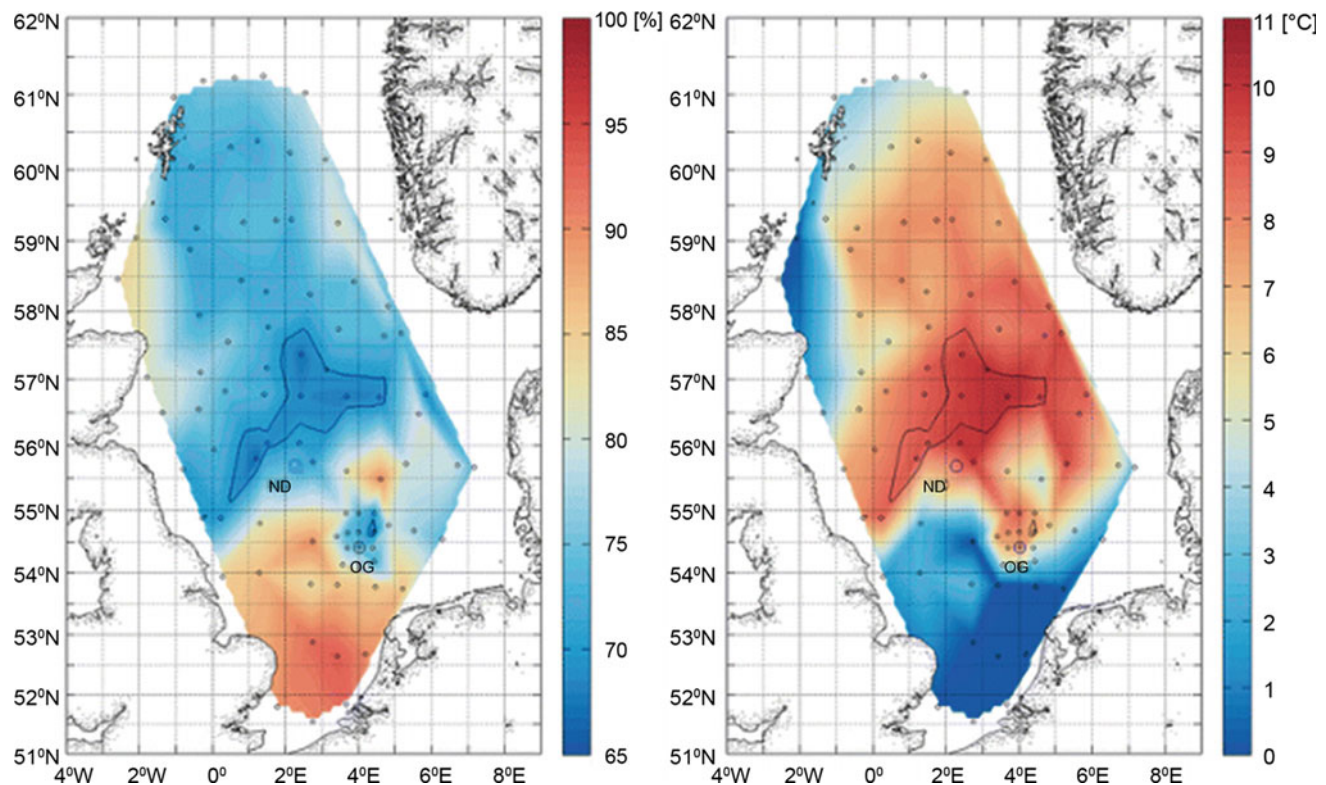 62⁰N
61⁰N
60⁰N
59⁰N
58⁰N
57⁰N
56⁰N
55⁰N
54⁰N
53⁰N
52⁰N
51⁰N
4⁰W
2⁰W
0⁰
2⁰E
4⁰E
6⁰E
8⁰E
ND
OG
100 [%]
95
90
85
80
75
70
65
62⁰N
61⁰N
60⁰N
59⁰N
58⁰N
57⁰N
56⁰N
55⁰N
54⁰N
53⁰N
52⁰N
51⁰N
4⁰W
2⁰W
0⁰
2⁰E
4⁰E
6⁰E
8⁰E
ND
OG
11 [°C]
10
9
8
7
6
5
4
3
2
1
0